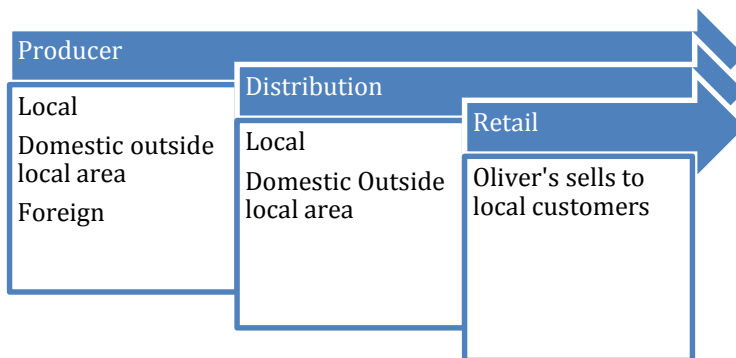 Producer
Local
Domestic outside
local area
Foreign
Distribution
Local
Domestic Outside
local area
Retail
Oliver's sells to
local customers